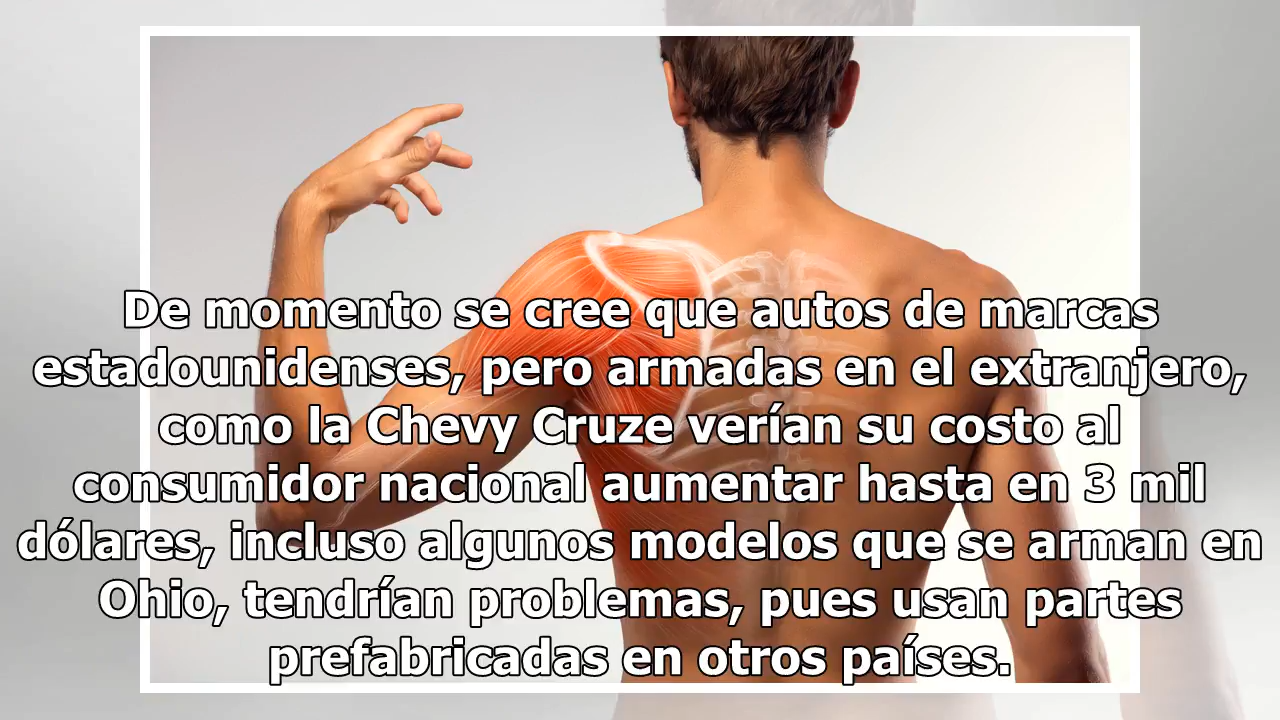 De momento se cree que autos de marcas
estadounidenses, pero armadas en el extranjero,
como la Chevy Cruze verían su costo al
consumidor nacional aumentar hasta en 3 mil
dólares, incluso algunos modelos que se arman en
Ohio, tendrían problemas, pues usan partes
prefabricadas en otros países.